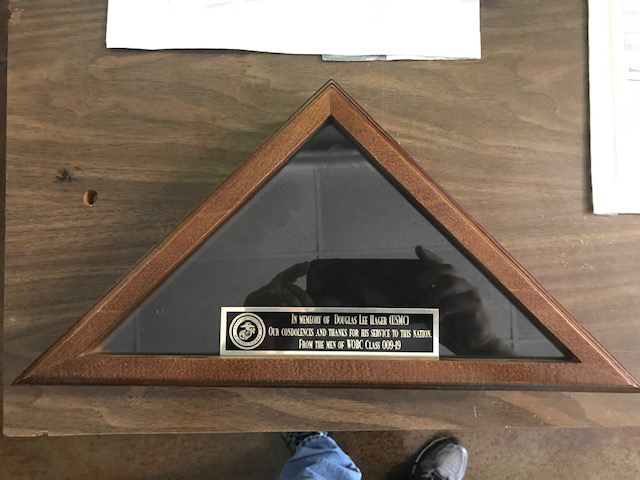 In memeory of Douglas Lee Hager (USMC)
Our condolences and thanks for his service to this nation.
From the men of WOBC Class 009-19